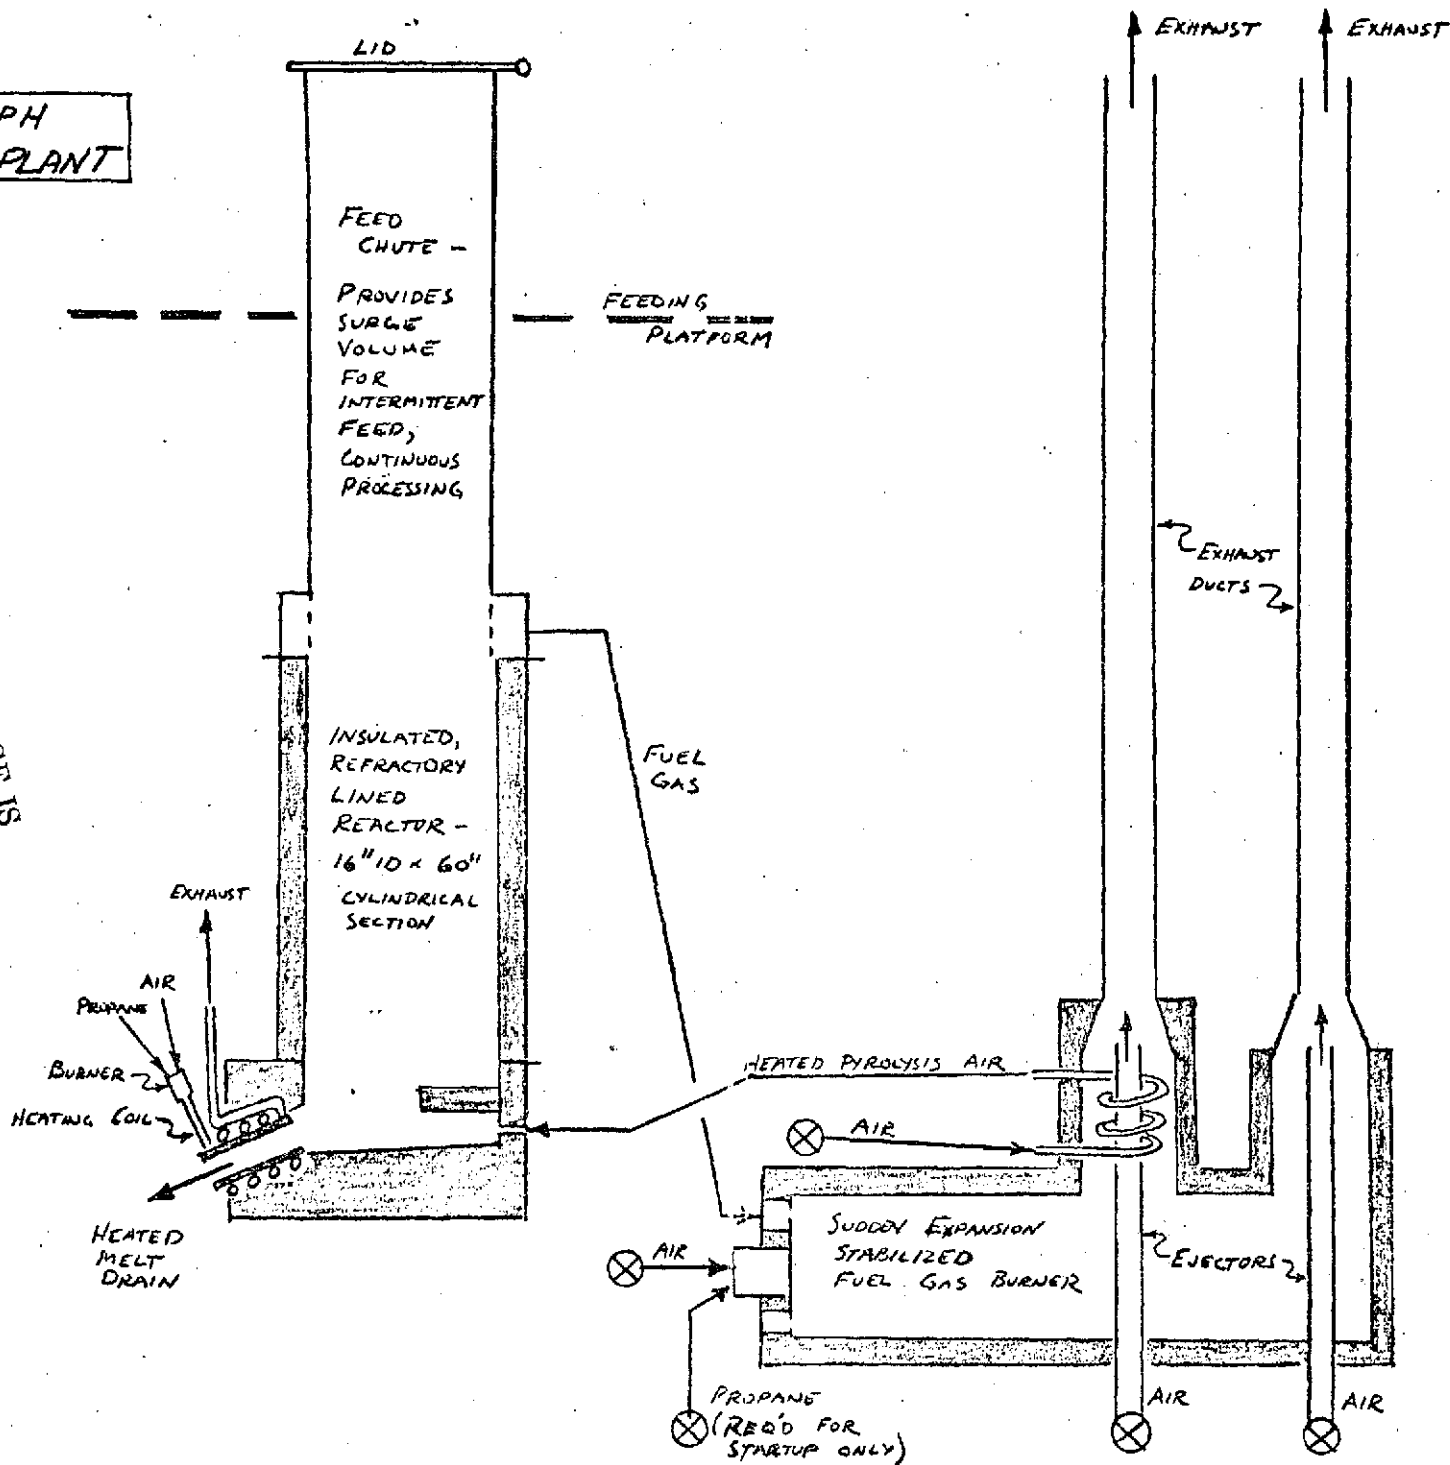 LID
EXHAUST
EXHAUST
PH
PLANT
FEED
CHUTE -
PROVIDES
SURGE
VOLUME
FOR
INTERMITTENT
FEED,
CONTINUOUS
PROCESSING
FEEDING
PLATFORM
EXHAUST
DUCTS
INSULATED,
REFRACTORY
LINED
REACTOR -
16" ID x 60"
CYLINDRICAL
SECTION
FUEL
GAS
IS
EXHAUST
AIR
PROPANE
BURNER
HEATING COIL
HEATED
MELT
DRAIN
HEATED PYROLYSIS AIR
AIR
SUDDEN EXPANSION
STABILIZED
FUEL GAS BURNER
EJECTORS
AIR
PROPANE
(REQ'D FOR
STARTUP ONLY)
AIR
AIR